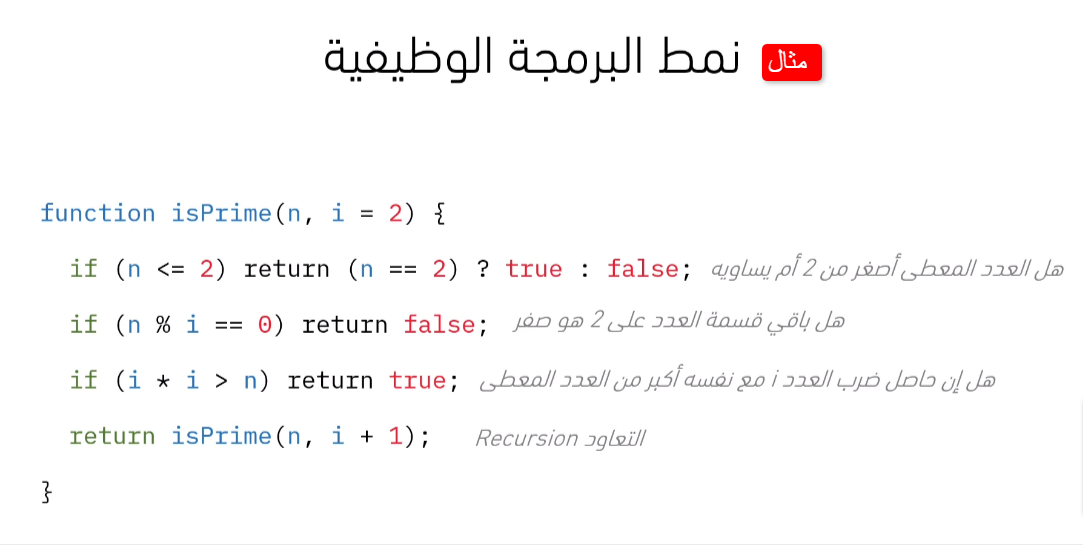 مثال نمط البرمجة الوظيفية
function isPrime(n, i = 2) {
if (n <= 2) return (n == 2) ? true : false; هل العدد المعطى أصغر من 2 أم يساويه
if (n % i == 0) return false; هل باقي قسمة العدد على 2 هو صفر
if (i * i > n) return true; هل إن حاصل ضرب العدد i مع نفسه أكبر من العدد المعطى
return isPrime(n, i + 1); التعاود Recursion
}